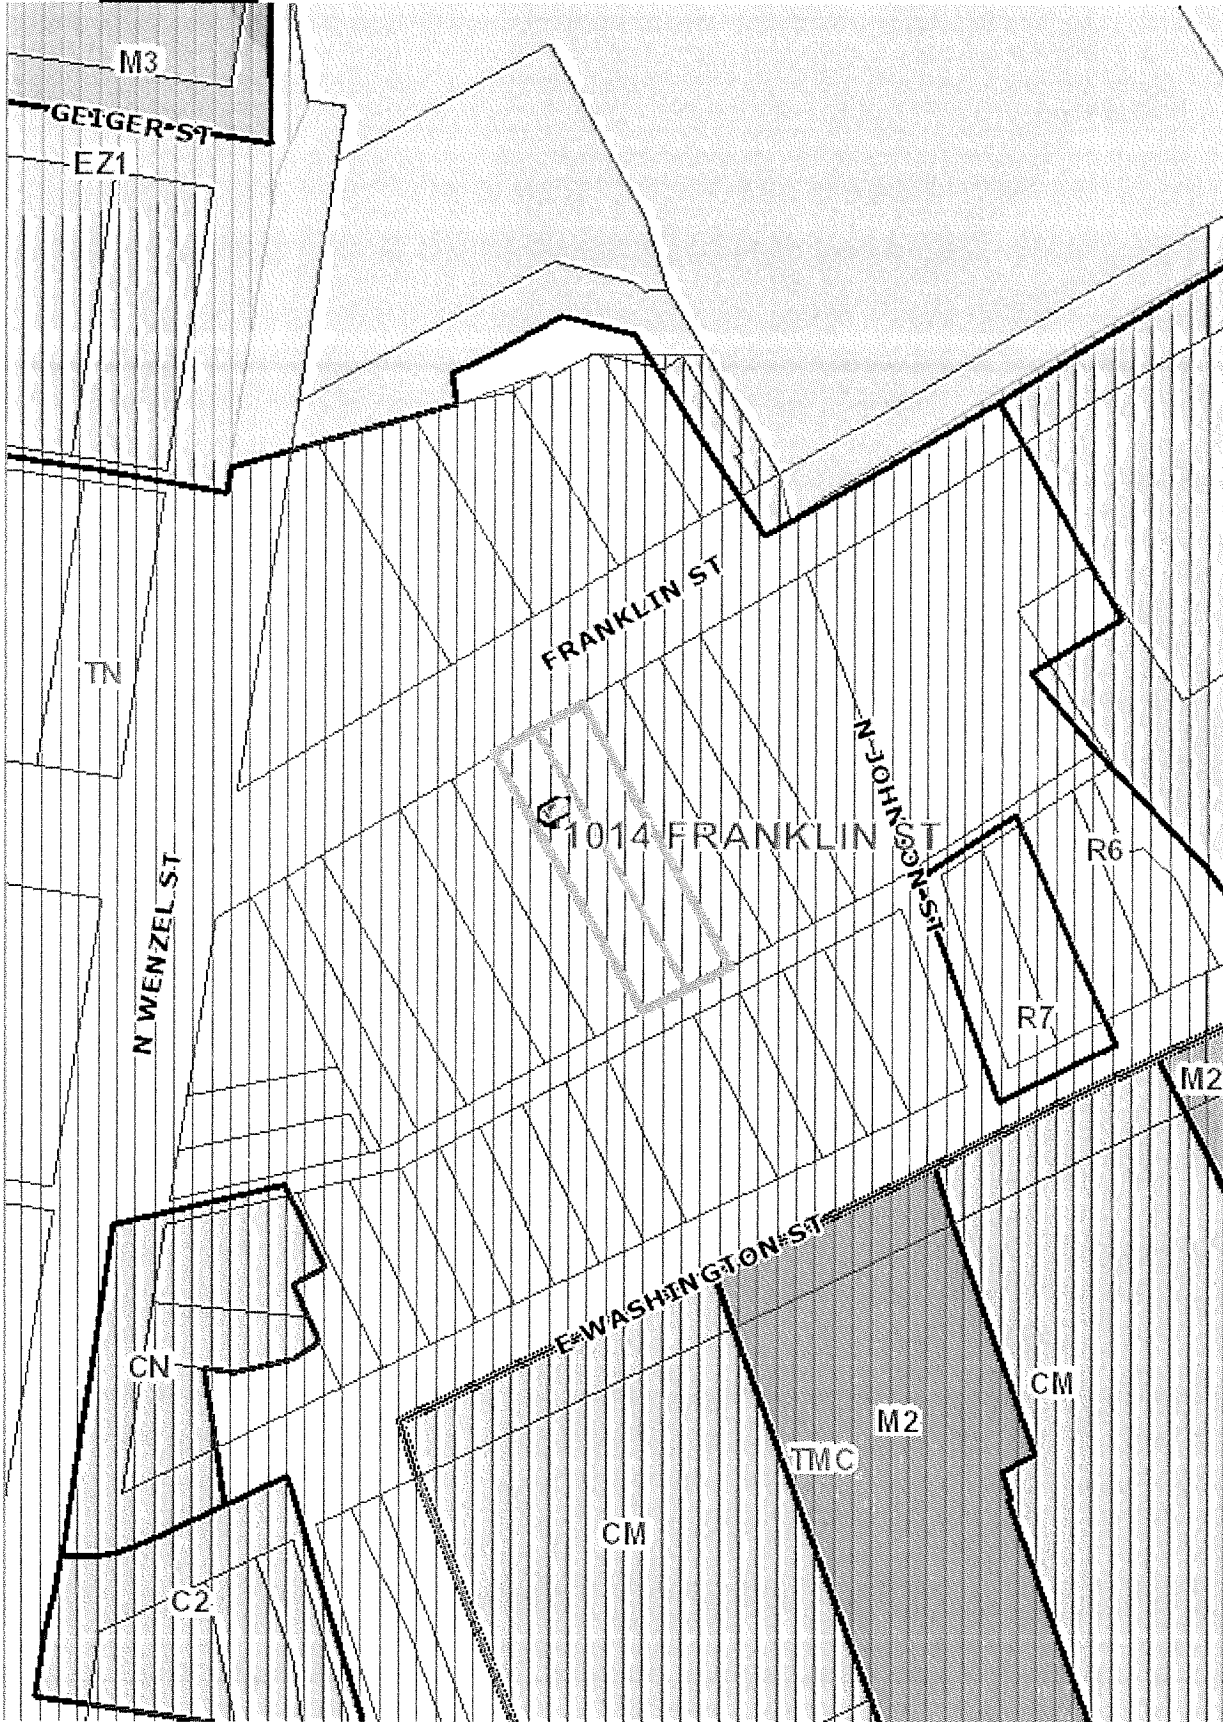 M3
GEIGER ST
EZ1
FRANKLIN ST
TN
N JOHNSON ST
1014 FRANKLIN ST
R6
N WENZEL ST
R7
M2
E WASHINGTON ST
CN
CM
M2
TMC
CM
C2